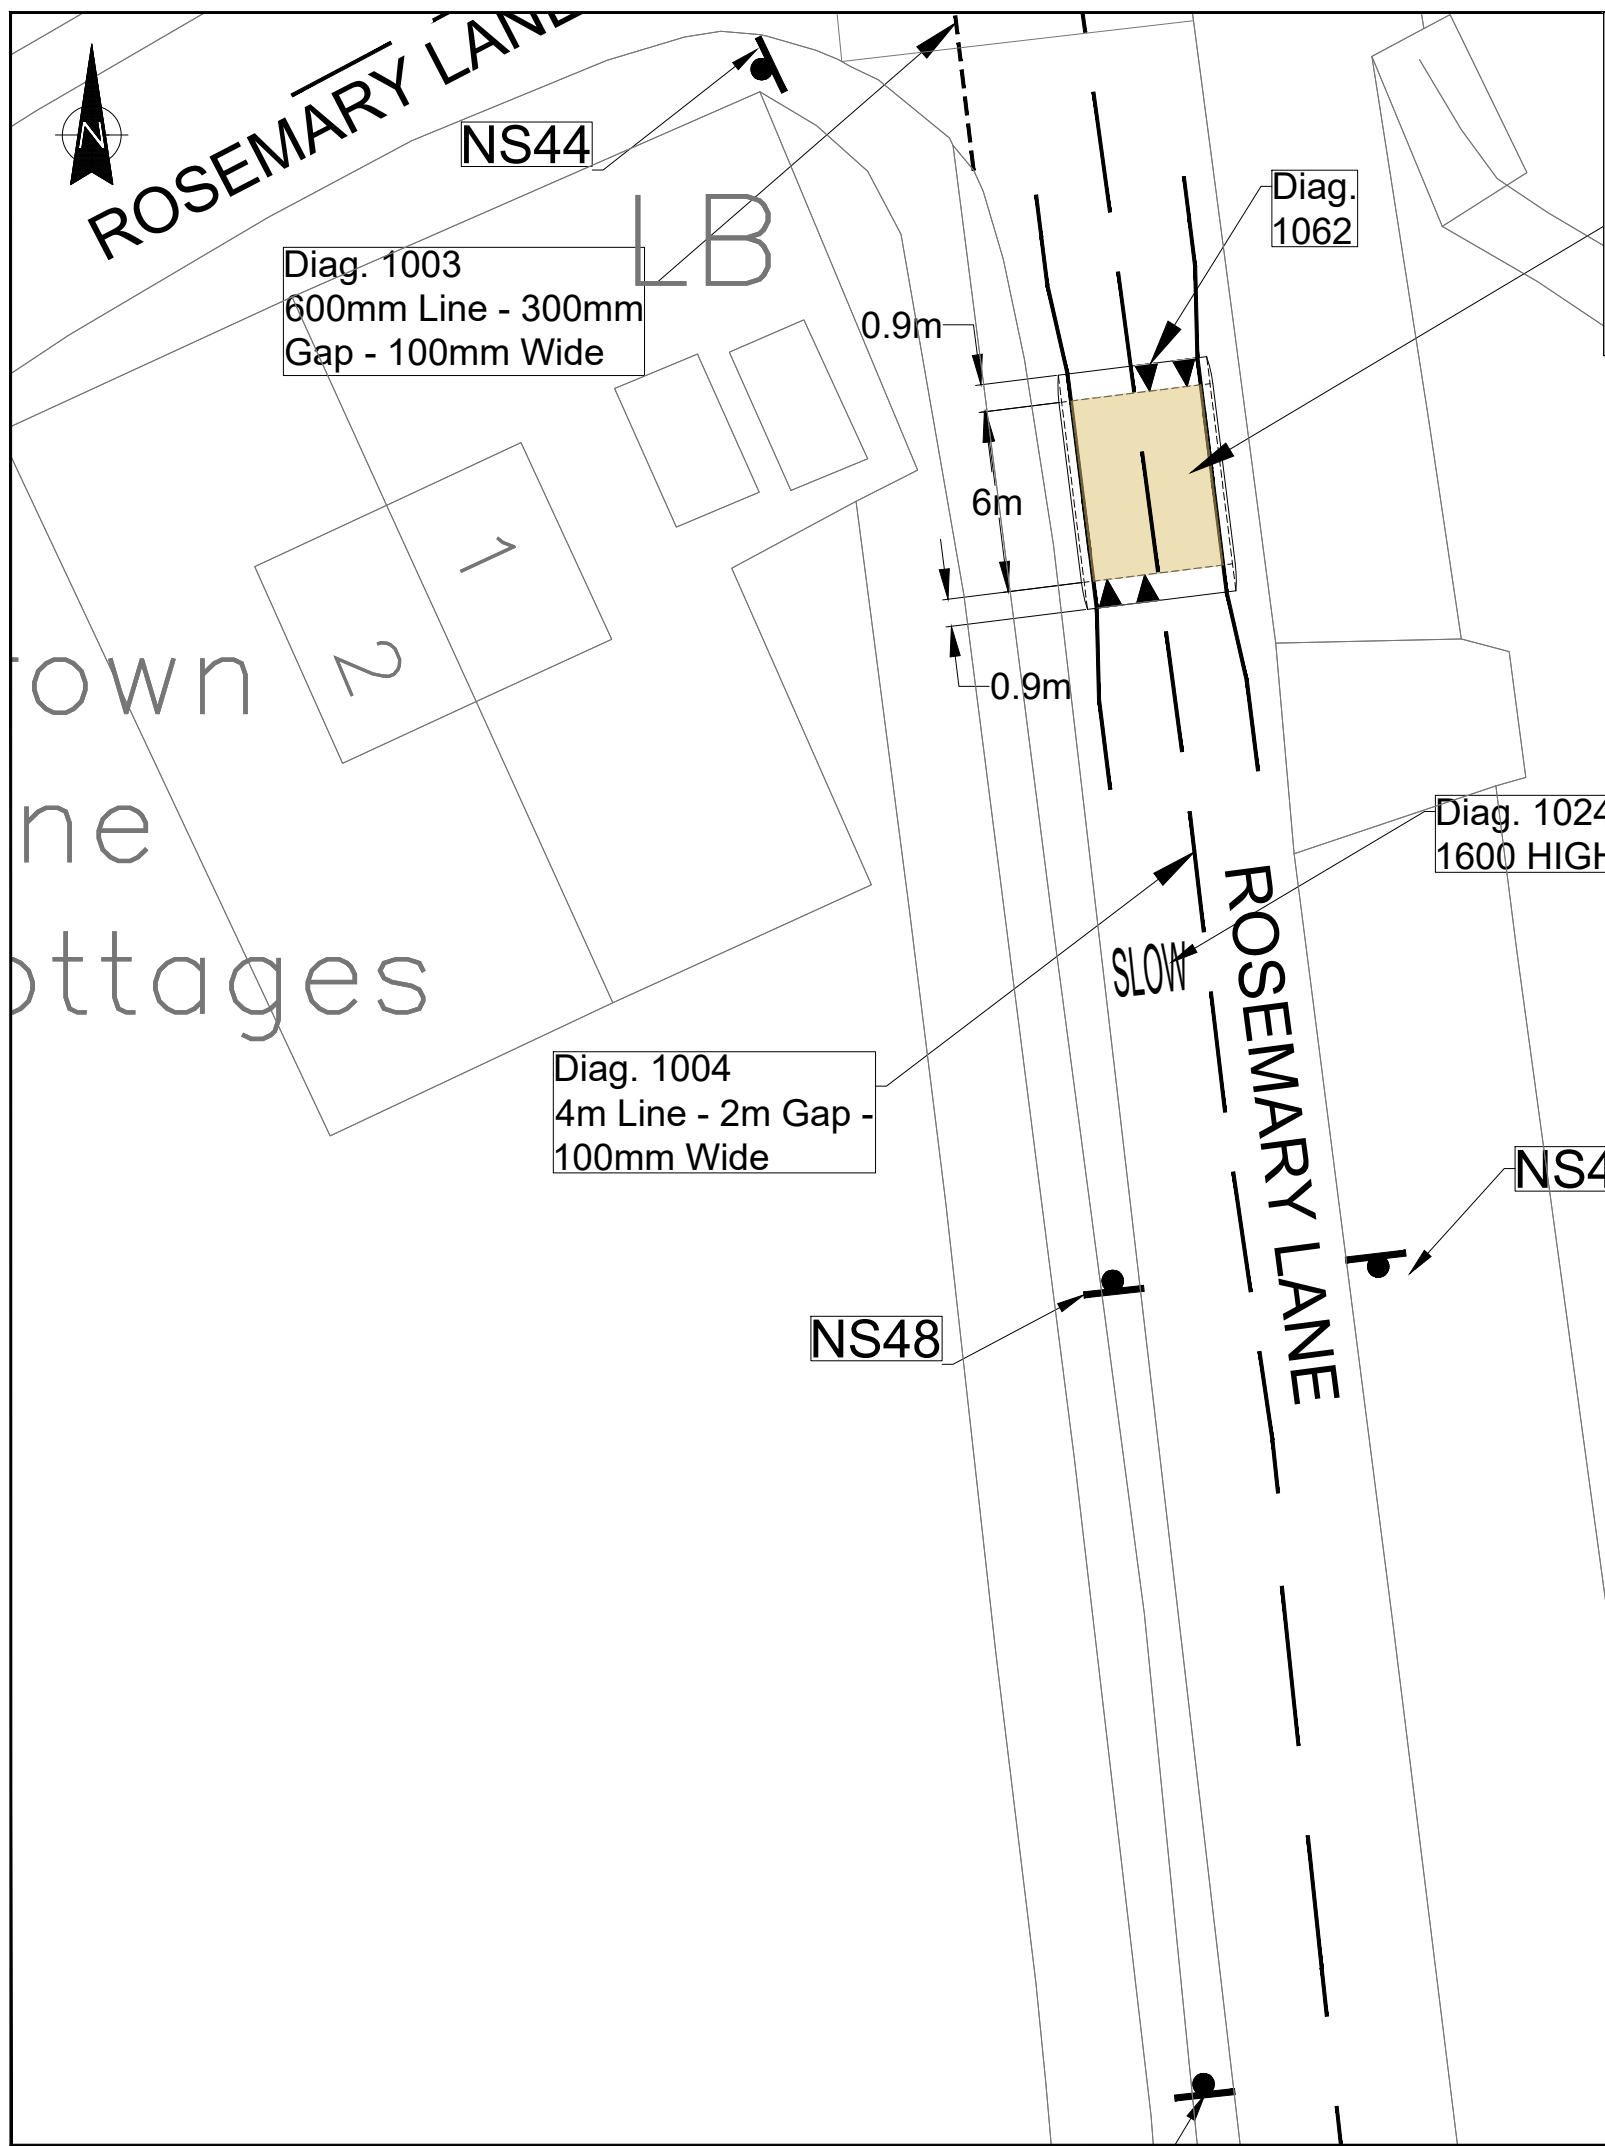 ROSEMARY LANE
N
NS44
LB
Diag. 1003
600mm Line - 300mm
Gap - 100mm Wide
Diag.
1062
0.9m
6m
0.9m
1
2
own
ne
ottages
Diag. 1024
1600 HIGH
SLOW
ROSEMARY LANE
Diag. 1004
4m Line - 2m Gap -
100mm Wide
NS4
NS48